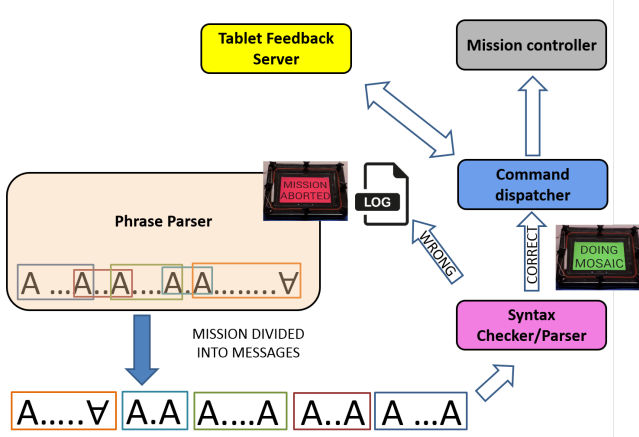 Tablet Feedback
Server
Mission controller
MISSION
ABORTED
LOG
Command
dispatcher
Phrase Parser
WRONG
CORRECT
DOING
MOSAIC
A ...A..A....A.A........∀
Syntax
Checker/Parser
MISSION DIVIDED
INTO MESSAGES
A.....∀ A.A A....A A..A A ...A